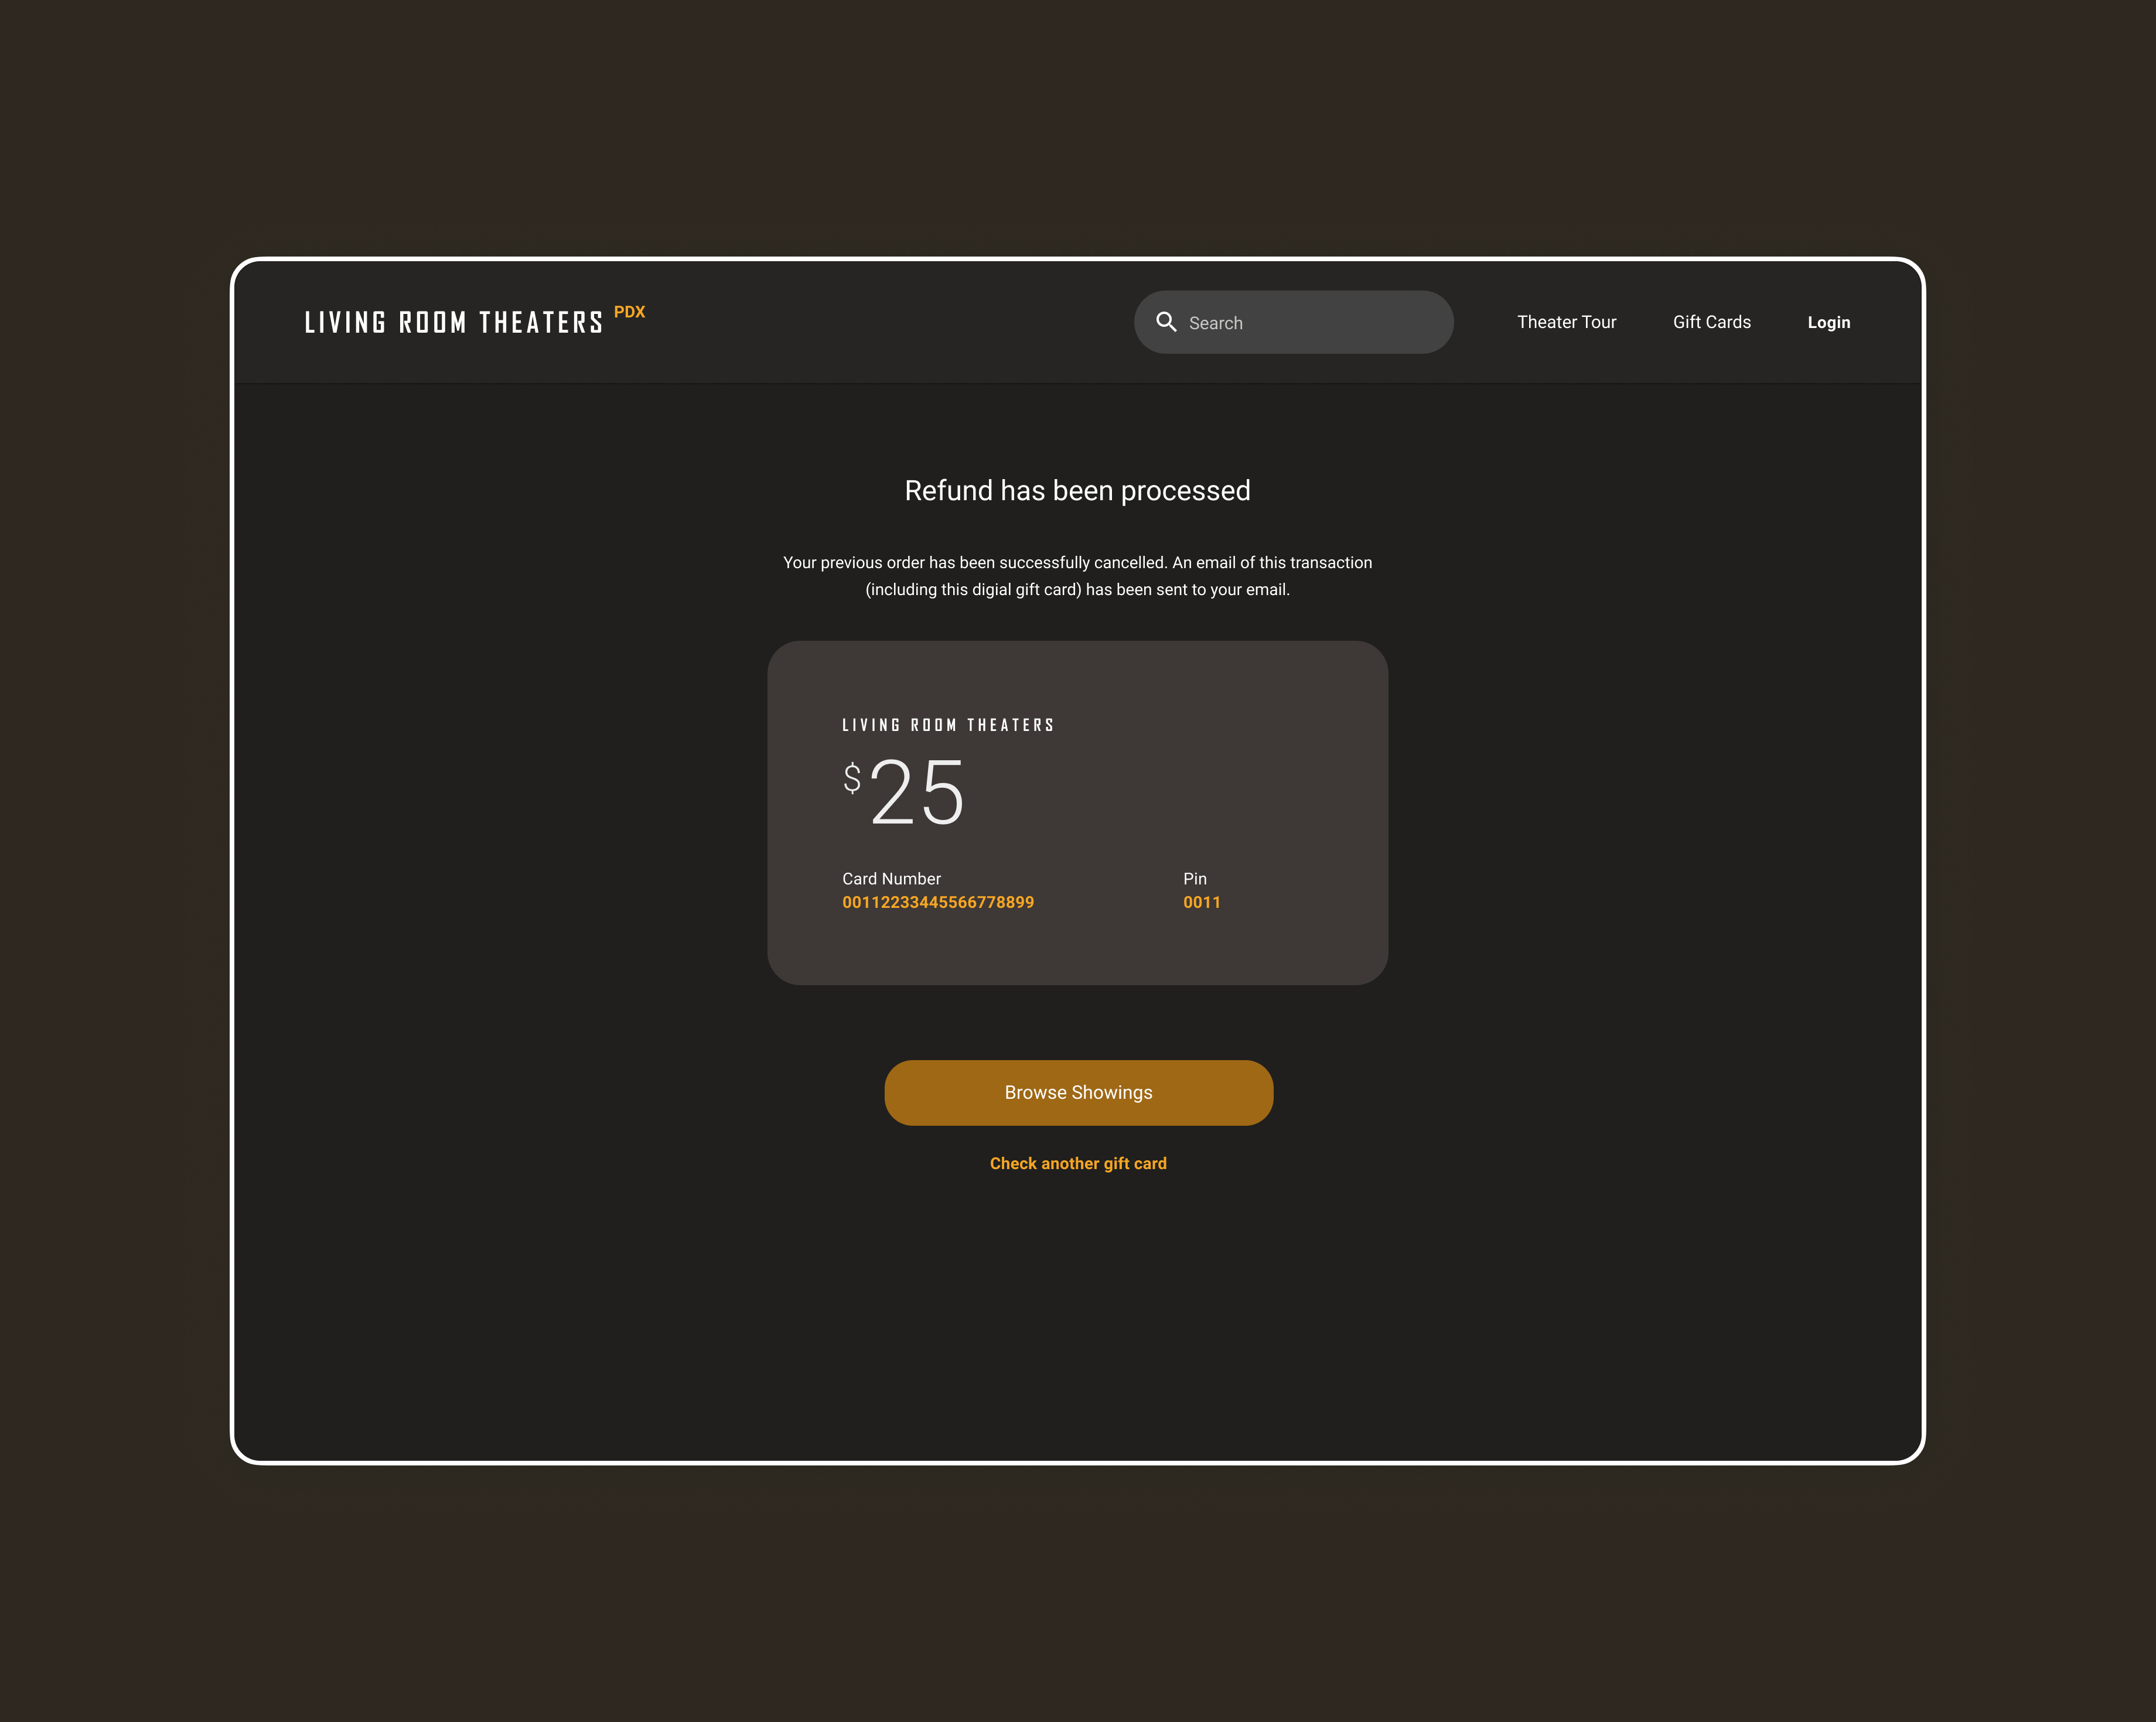 LIVING ROOM THEATERS PDX
Search
Theater Tour
Gift Cards
Login
Refund has been processed
Your previous order has been successfully cancelled. An email of this transaction
(including this digial gift card) has been sent to your email.
LIVING ROOM THEATERS
$25
Card Number
00112233445566778899
Pin
0011
Browse Showings
Check another gift card